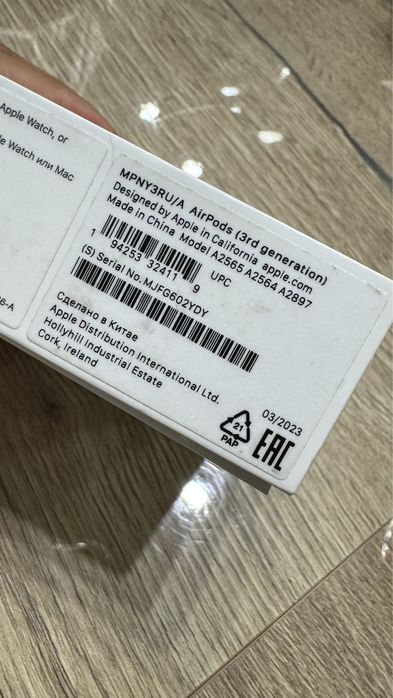 Apple Watch, or
le Watch или Mac
6-A
MPNY3RU/A AirPods (3rd generation)
Designed by Apple in California apple.com
Made in China Model A2565 A2564 A2897
1 94253 32411 9 UPC
(S) Serial No. MJFG602YDY
Сделано в Китае
Apple Distribution International Ltd.
Hollyhill Industrial Estate
Cork, Ireland
21
PAP
03/2023
EAC